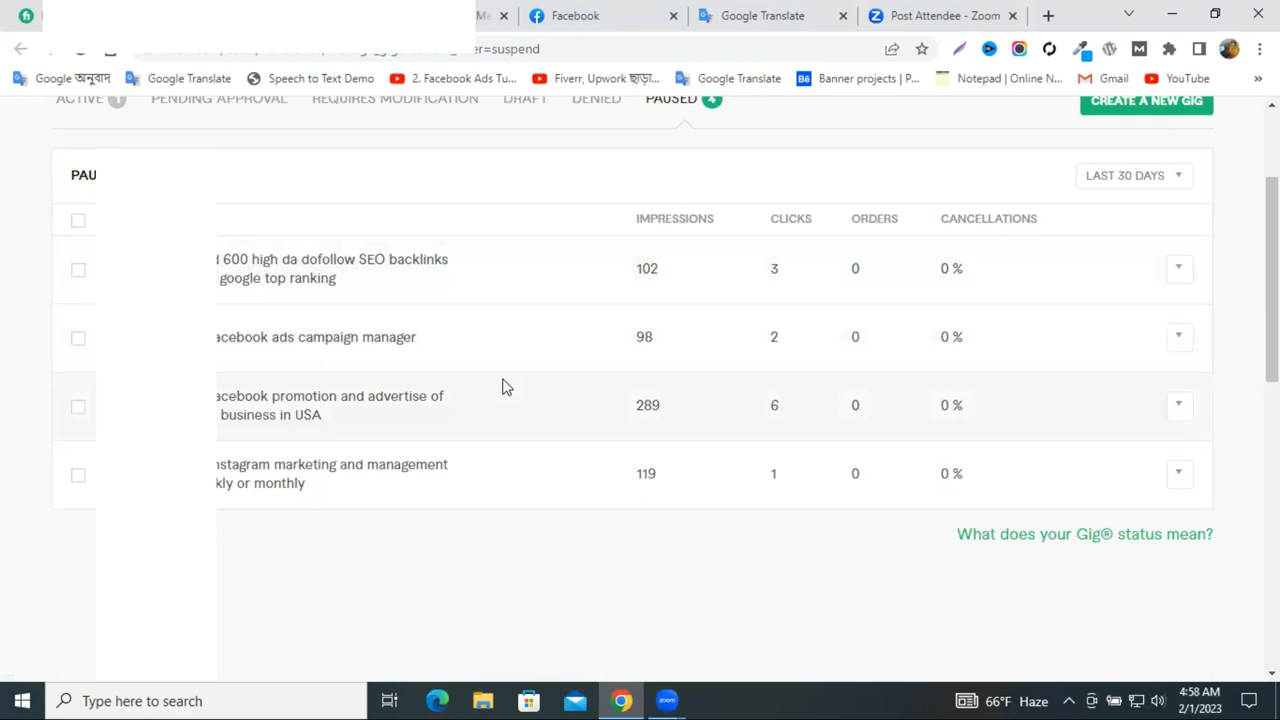 Me
Facebook
Google Translate
Post Attendee - Zoom
=suspend
Google অনুবাদ
Google Translate
Speech to Text Demo
2. Facebook Ads Tu...
Fiverr, Upwork ছাড়া...
Google Translate
Banner projects | P...
Notepad | Online N...
Gmail
YouTube
ACTIVE 1
PENDING APPROVAL
REQUIRES MODIFICATION
DRAFT
DENIED
PAUSED 4
CREATE A NEW GIG
PAU
LAST 30 DAYS
IMPRESSIONS CLICKS ORDERS CANCELLATIONS
600 high da dofollow SEO backlinks
google top ranking
102 3 0 0 %
acebook ads campaign manager
98 2 0 0 %
acebook promotion and advertise of
business in USA
289 6 0 0 %
nstagram marketing and management
kly or monthly
119 1 0 0 %
What does your Gig® status mean?
Type here to search
zoom
66°F Haze
4:58 AM
2/1/2023